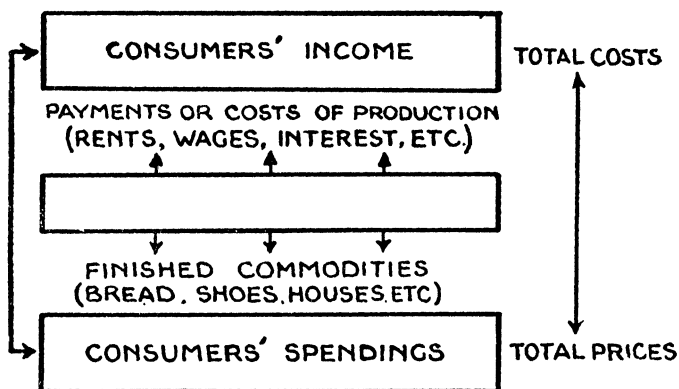 CONSUMERS' INCOME
TOTAL COSTS
PAYMENTS OR COSTS OF PRODUCTION
(RENTS, WAGES, INTEREST, ETC.)
FINISHED COMMODITIES
(BREAD. SHOES. HOUSES. ETC)
CONSUMERS' SPENDINGS
TOTAL PRICES